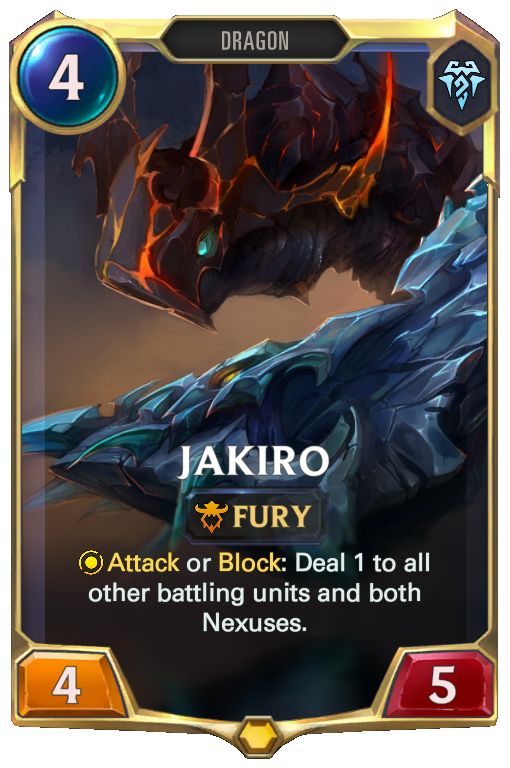 4
DRAGON
JAKIRO
FURY
Attack or Block: Deal 1 to all
other battling units and both
Nexuses.
4
5